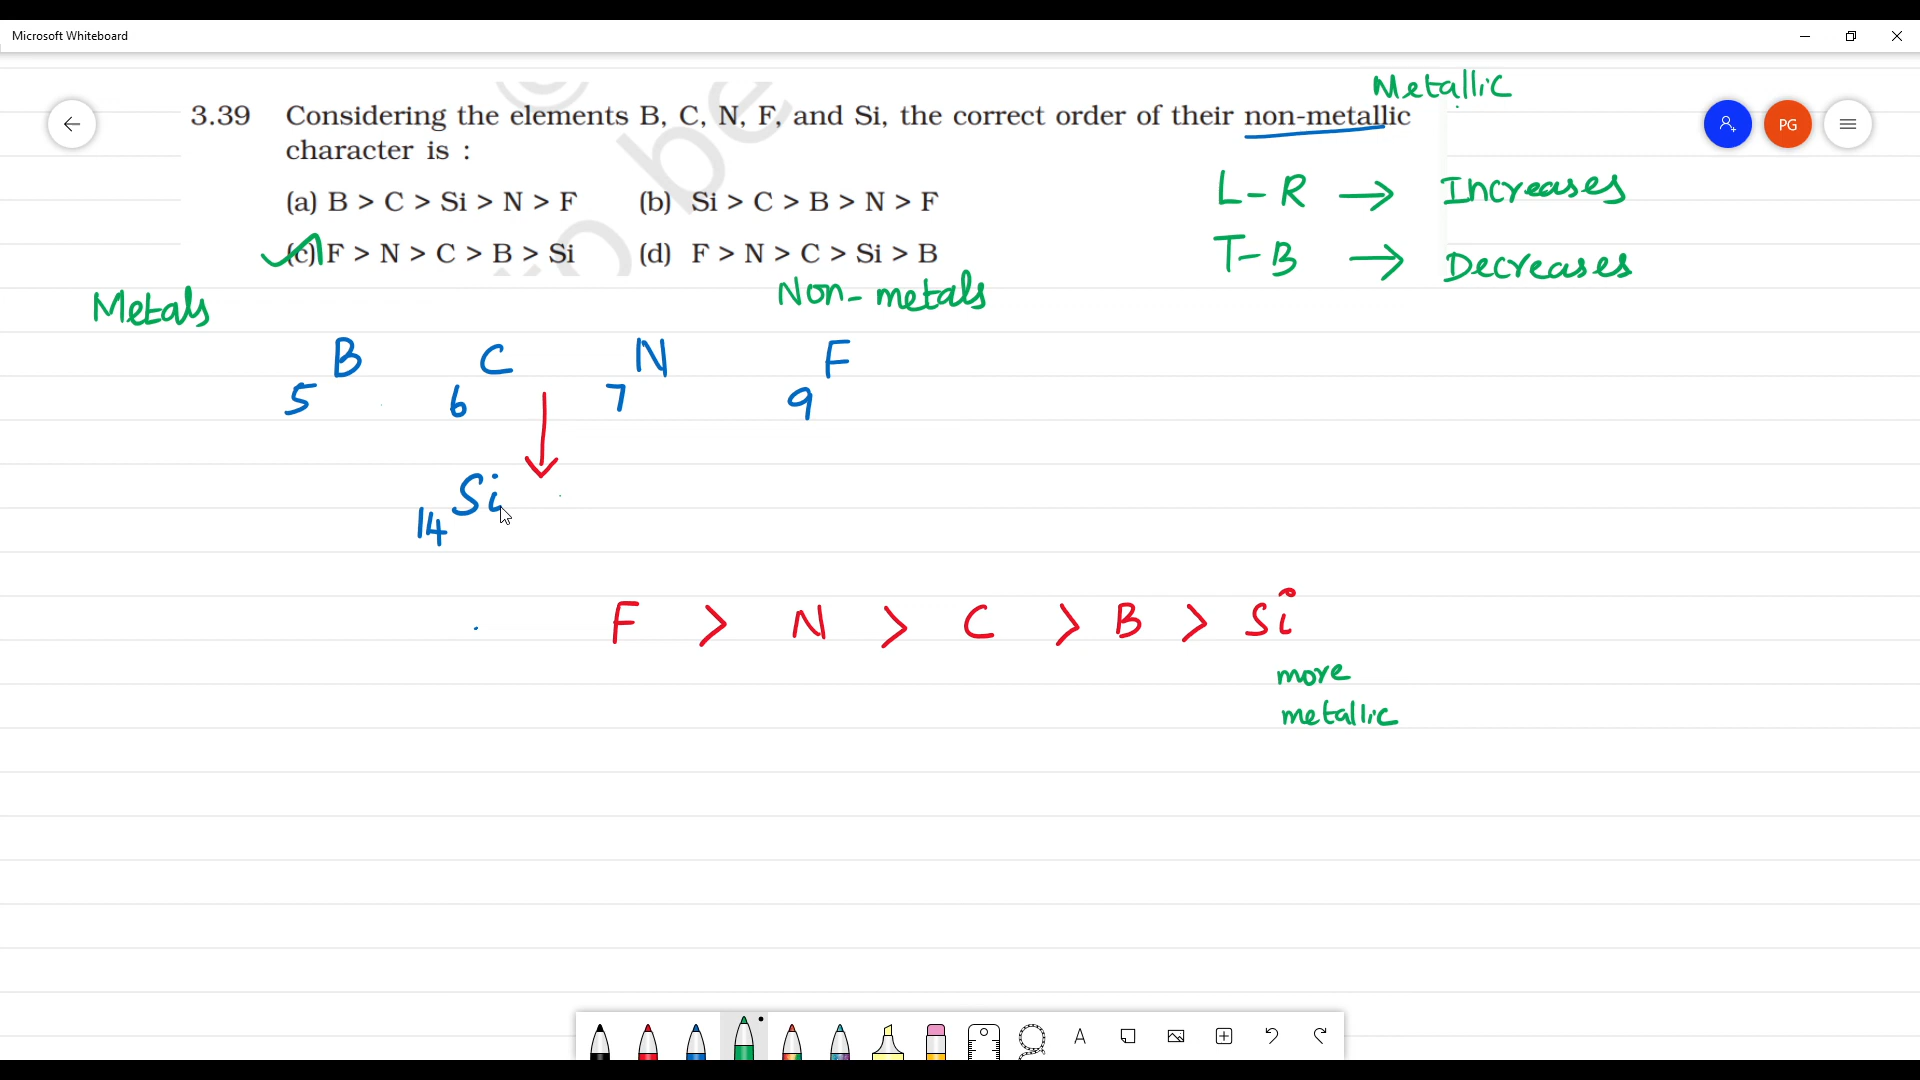 Microsoft Whiteboard
Metallic
3.39 Considering the elements B, C, N, F, and Si, the correct order of their non-metallic
character is :
(a) B > C > Si > N > F (b) Si > C > B > N > F
(c) F > N > C > B > Si (d) F > N > C > Si > B
L - R → Increases
T - B → Decreases
PG
Metals Non-metals
B C N F
5 6 7 9
Si
14
F > N > C > B > Si
more
metallic
A